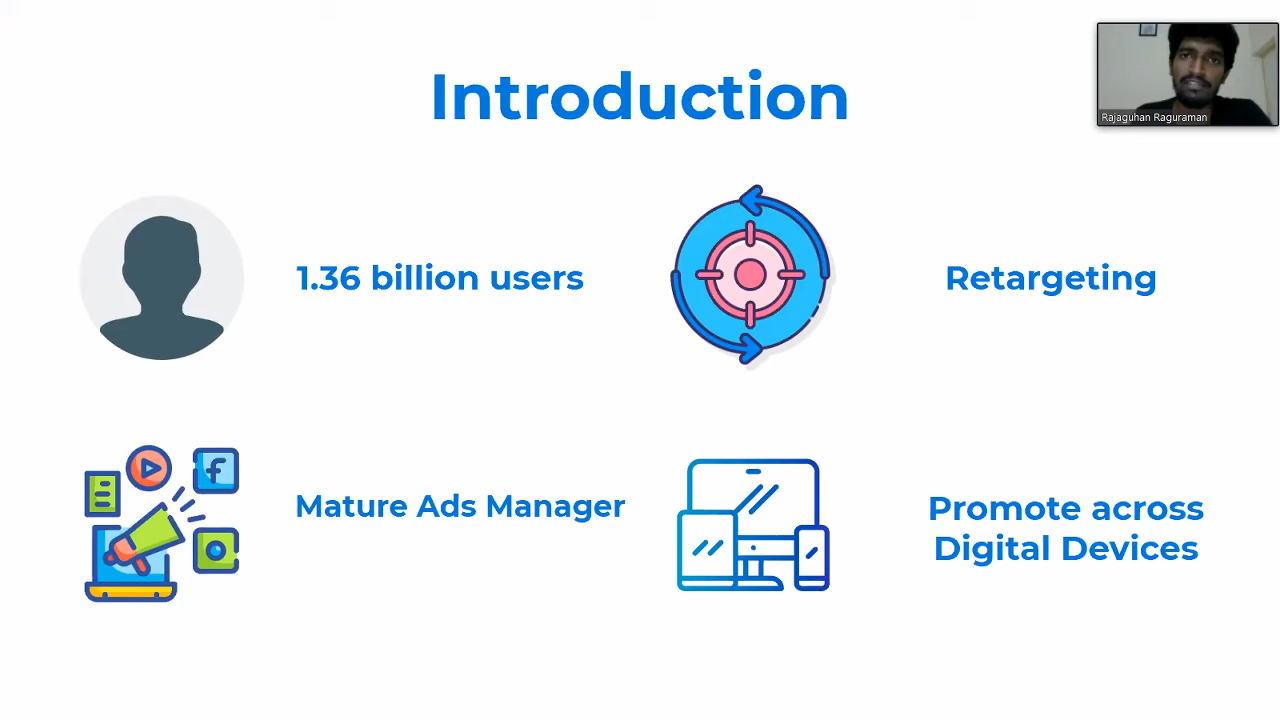 Introduction
Rajaguhan Raguraman
1.36 billion users
Retargeting
Mature Ads Manager
Promote across
Digital Devices